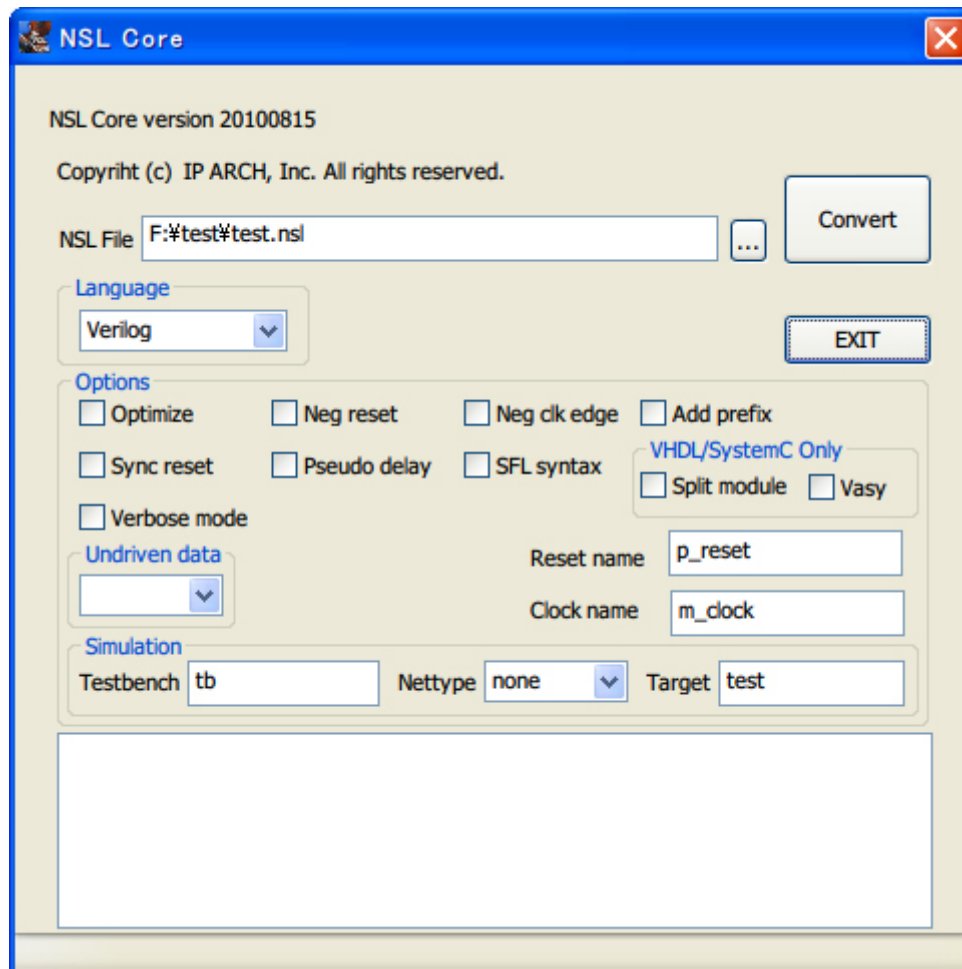 NSL Core
NSL Core version 20100815
Copyriht (c) IP ARCH, Inc. All rights reserved.
Convert
NSL File F:¥test¥test.nsl ...
Language
Verilog
EXIT
Options
Optimize Neg reset Neg clk edge Add prefix
VHDL/SystemC Only
Sync reset Pseudo delay SFL syntax
Split module Vasy
Verbose mode
Undriven data
Reset name p_reset
Clock name m_clock
Simulation
Testbench tb Nettype none Target test